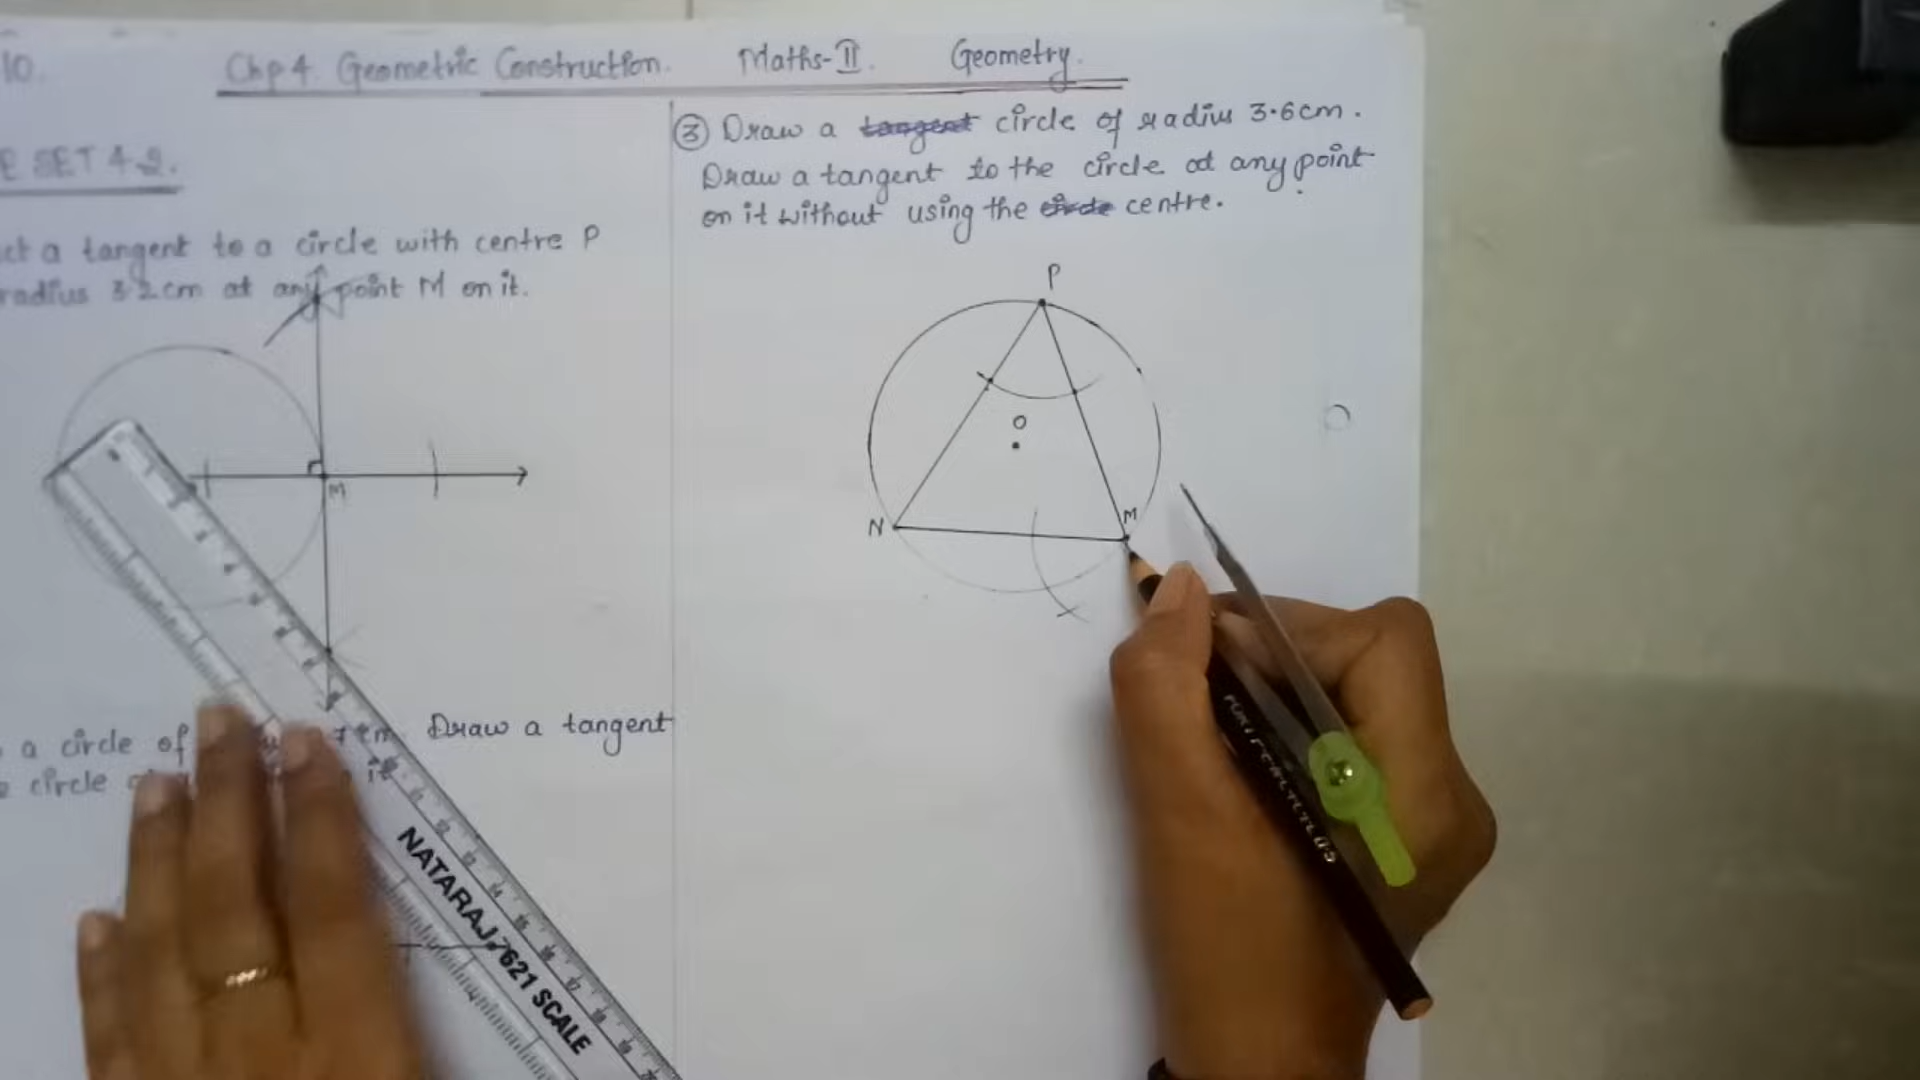 10.
Chp 4. Geometric Construction. Maths-II. Geometry.
E SET 4.2.
ct a tangent to a circle with centre P
radius 3.2cm at any point M on it.
M
a circle of Draw a tangent
circle
③ Draw a tangent circle of radius 3.6cm.
Draw a tangent to the circle at any point
on it without using the circle centre.
P
O
N
M
NATARAJ 621 SCALE